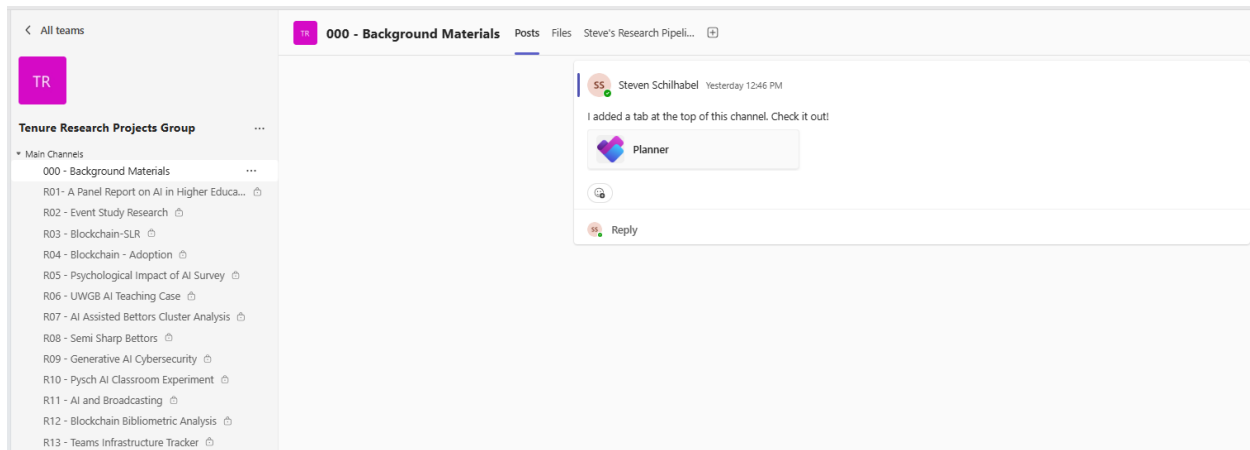 All teams
TR
Tenure Research Projects Group
Main Channels
000 - Background Materials
R01- A Panel Report on AI in Higher Educa...
R02 - Event Study Research
R03 - Blockchain-SLR
R04 - Blockchain - Adoption
R05 - Psychological Impact of AI Survey
R06 - UWGB AI Teaching Case
R07 - AI Assisted Bettors Cluster Analysis
R08 - Semi Sharp Bettors
R09 - Generative AI Cybersecurity
R10 - Pysch AI Classroom Experiment
R11 - AI and Broadcasting
R12 - Blockchain Bibliometric Analysis
R13 - Teams Infrastructure Tracker
TR 000 - Background Materials Posts Files Steve's Research Pipeli...
SS Steven Schilhabel Yesterday 12:46 PM
I added a tab at the top of this channel. Check it out!
Planner
SS Reply